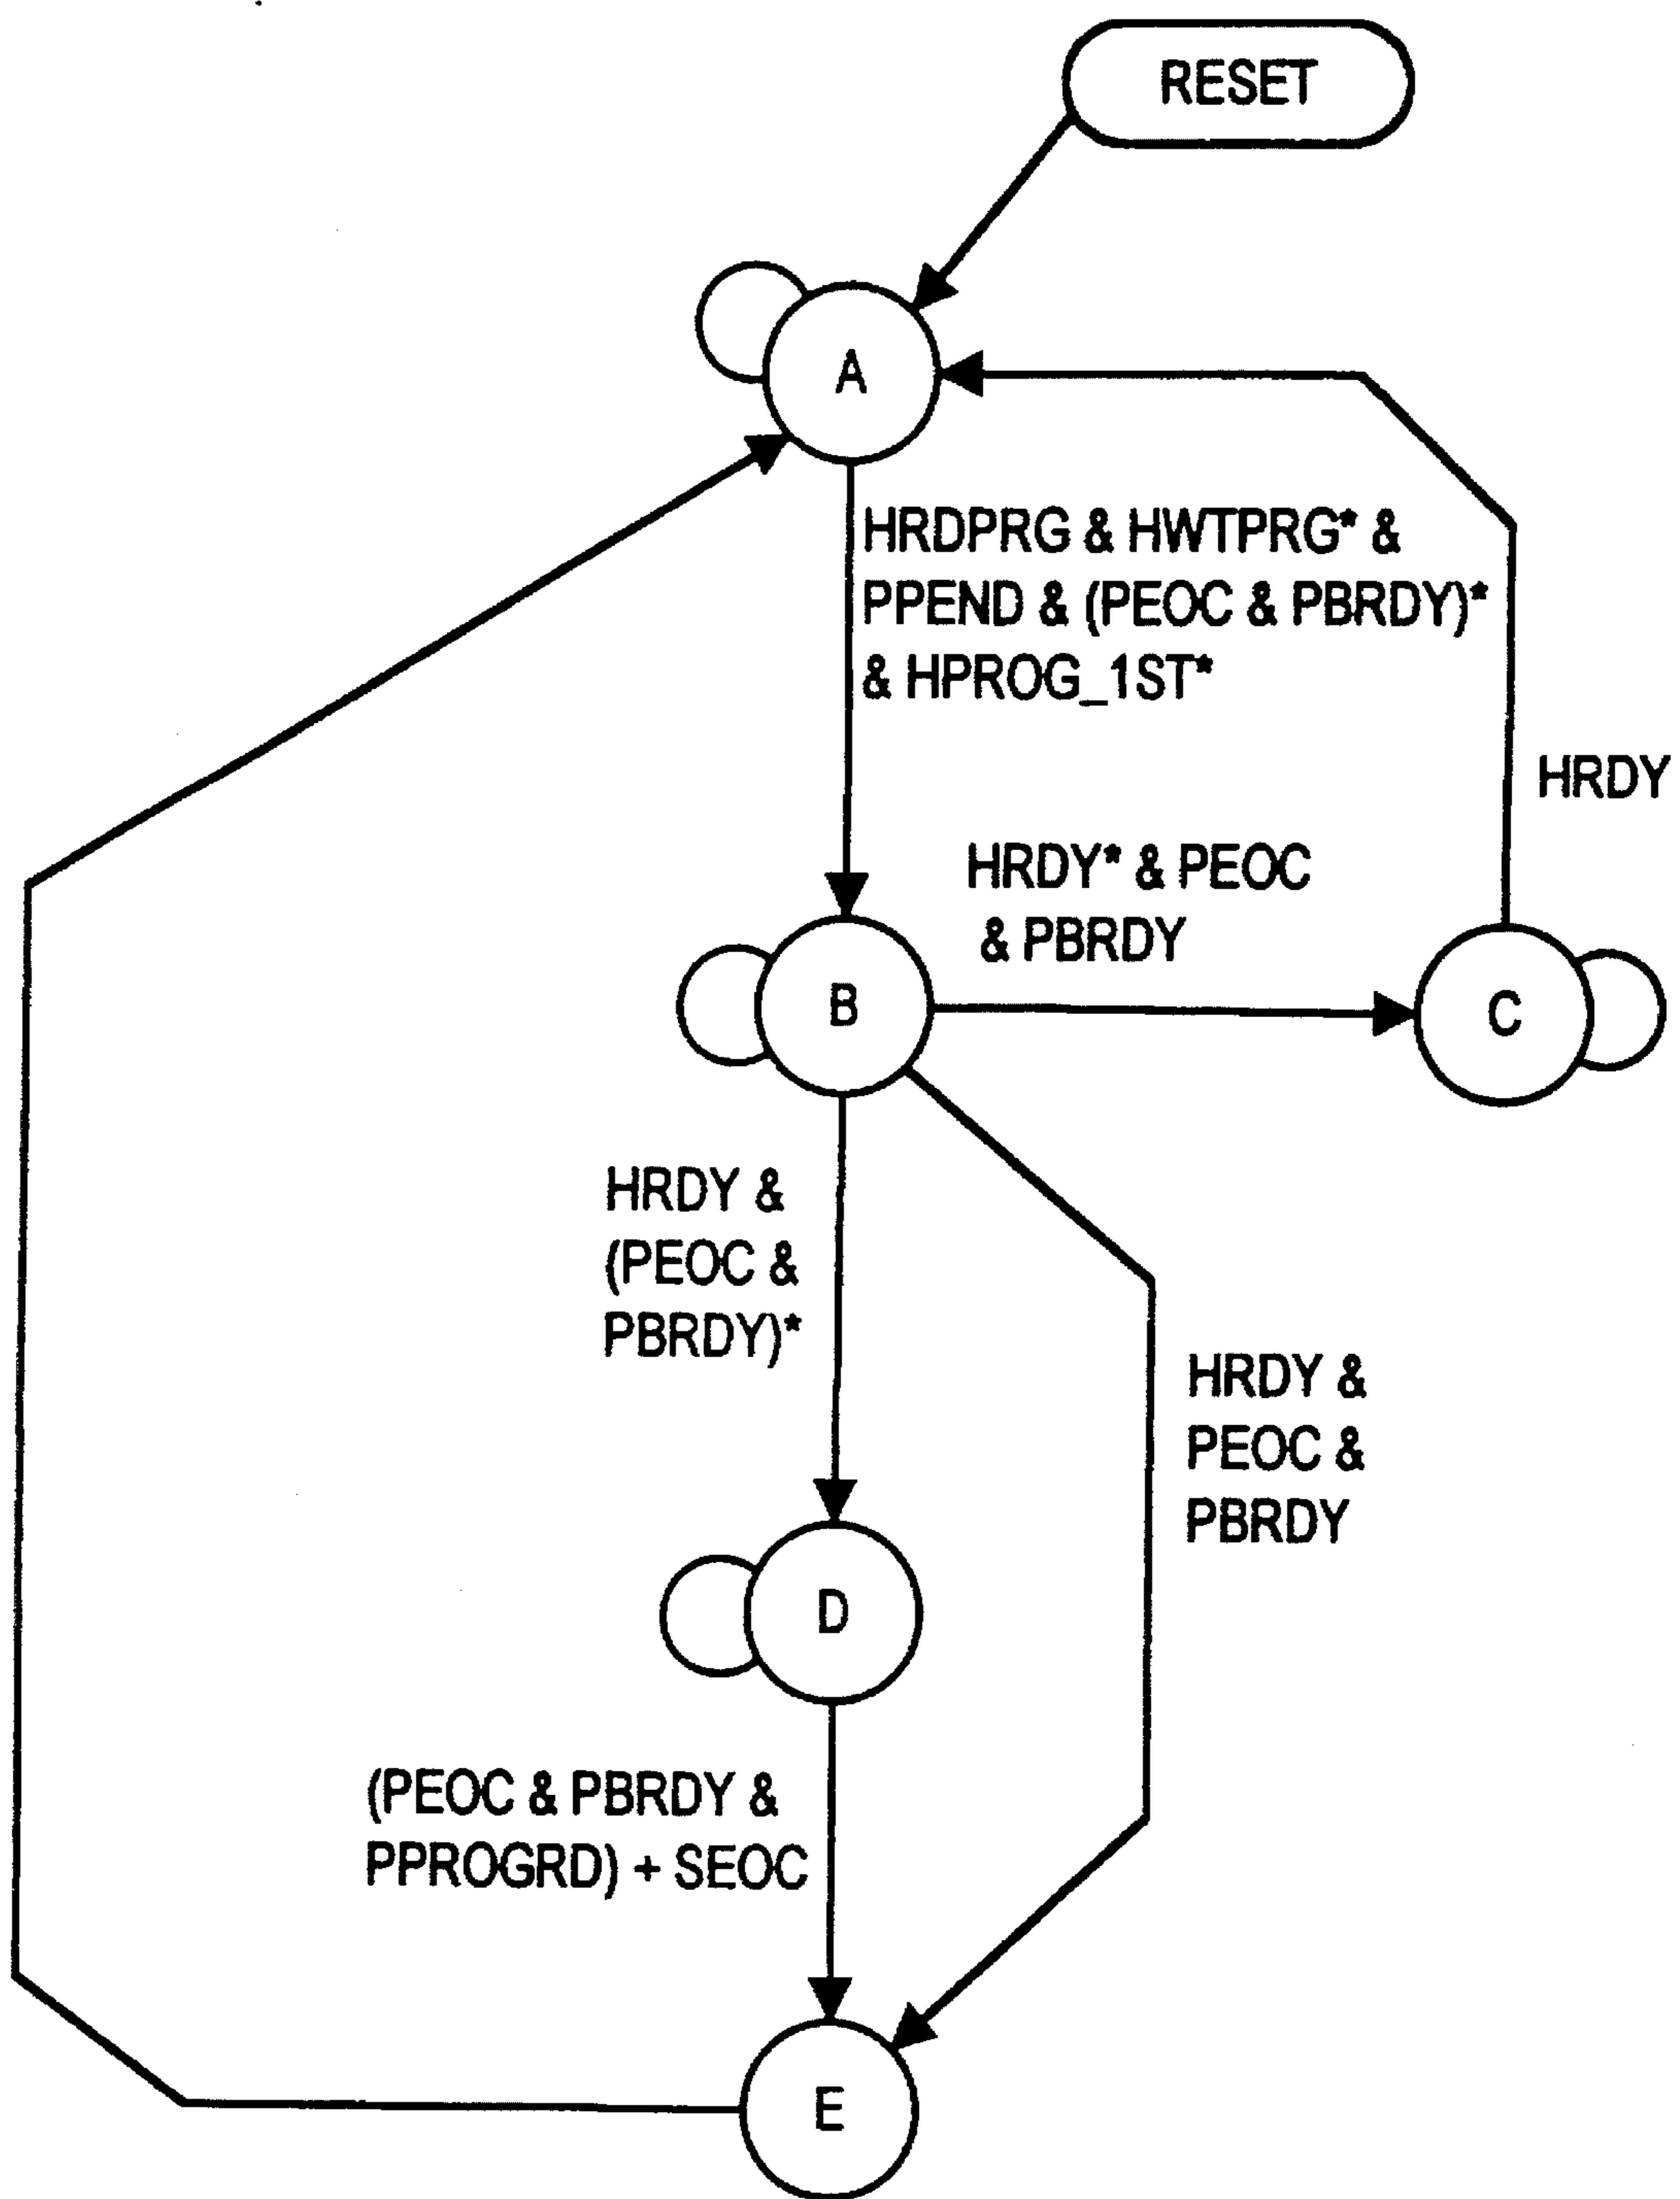 RESET
A
HRDPRG & HWTPRG* &
PPEND & (PEOC & PBRDY)*
& HPROG_1ST*
HRDY
HRDY* & PEOC
& PBRDY
B
C
HRDY &
(PEOC &
PBRDY)*
HRDY &
PEOC &
PBRDY
D
(PEOC & PBRDY &
PPROGRD) + SEOC
E